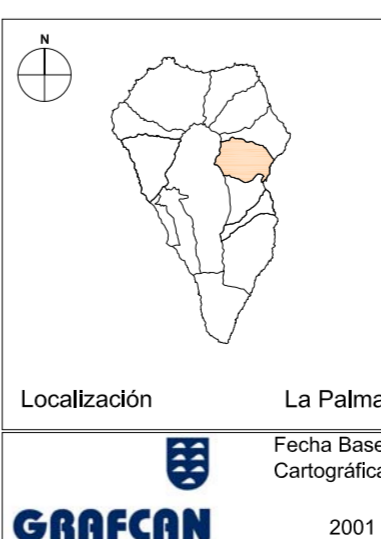 N
Localización La Palma
Fecha Base
Cartográfica
GRAFCAN
2001